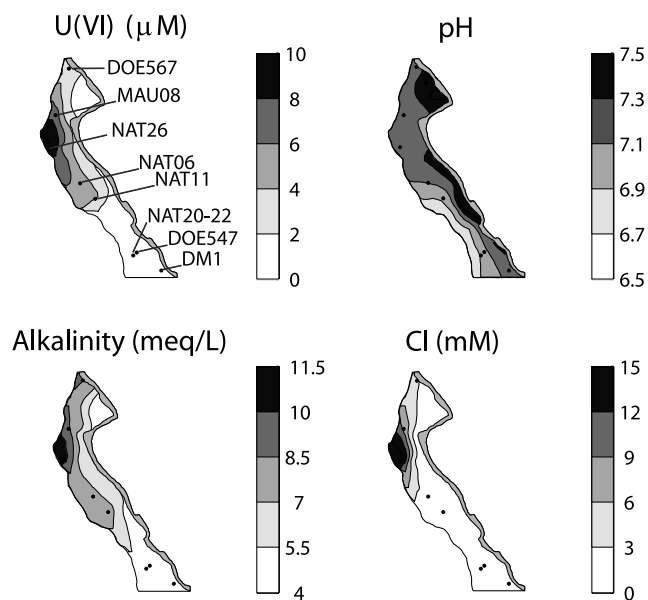 U(VI) (μM)
pH
DOE567
MAU08
NAT26
NAT06
NAT11
NAT20-22
DOE547
DM1
10
8
6
4
2
0
7.5
7.3
7.1
6.9
6.7
6.5
Alkalinity (meq/L)
Cl (mM)
11.5
10
8.5
7
5.5
4
15
12
9
6
3
0